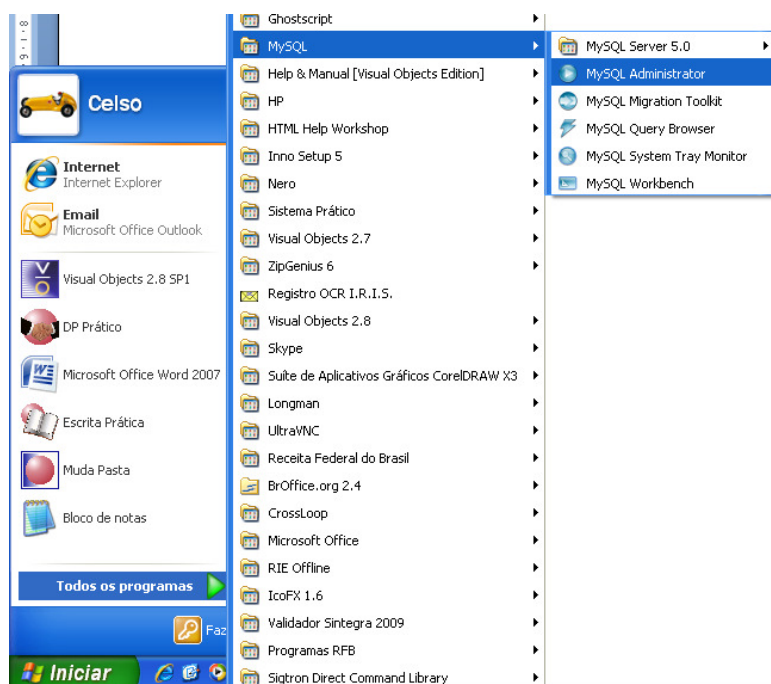 Celso
Internet
Internet Explorer
Email
Microsoft Office Outlook
Visual Objects 2.8 SP1
DP Prático
Microsoft Office Word 2007
Escrita Prática
Muda Pasta
Bloco de notas
Todos os programas
Faz
Iniciar
Ghostscript
MySQL
Help & Manual [Visual Objects Edition]
HP
HTML Help Workshop
Inno Setup 5
Nero
Sistema Prático
Visual Objects 2.7
ZipGenius 6
Registro OCR I.R.I.S.
Visual Objects 2.8
Skype
Suíte de Aplicativos Gráficos CorelDRAW X3
Longman
UltraVNC
Receita Federal do Brasil
BrOffice.org 2.4
CrossLoop
Microsoft Office
RIE Offline
IcoFX 1.6
Validador Sintegra 2009
Programas RFB
Sigtron Direct Command Library
MySQL Server 5.0
MySQL Administrator
MySQL Migration Toolkit
MySQL Query Browser
MySQL System Tray Monitor
MySQL Workbench